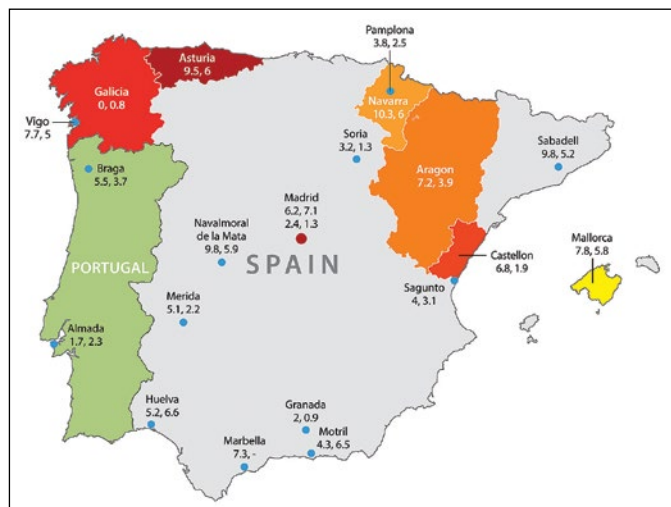 Pamplona
3.8, 2.5
Asturia
9.5, 6
Galicia
0, 0.8
Navarra
10.3, 6
Vigo
7.7, 5
Soria
3.2, 1.3
Sabadell
9.8, 5.2
Braga
5.5, 3.7
Aragon
7.2, 3.9
Madrid
6.2, 7.1
2.4, 1.3
Navalmoral
de la Mata
9.8, 5.9
Mallorca
7.8, 5.8
PORTUGAL
SPAIN
Castellon
6.8, 1.9
Sagunto
4, 3.1
Merida
5.1, 2.2
Almada
1.7, 2.3
Huelva
5.2, 6.6
Granada
2, 0.9
Motril
4.3, 6.5
Marbella
7.3, -